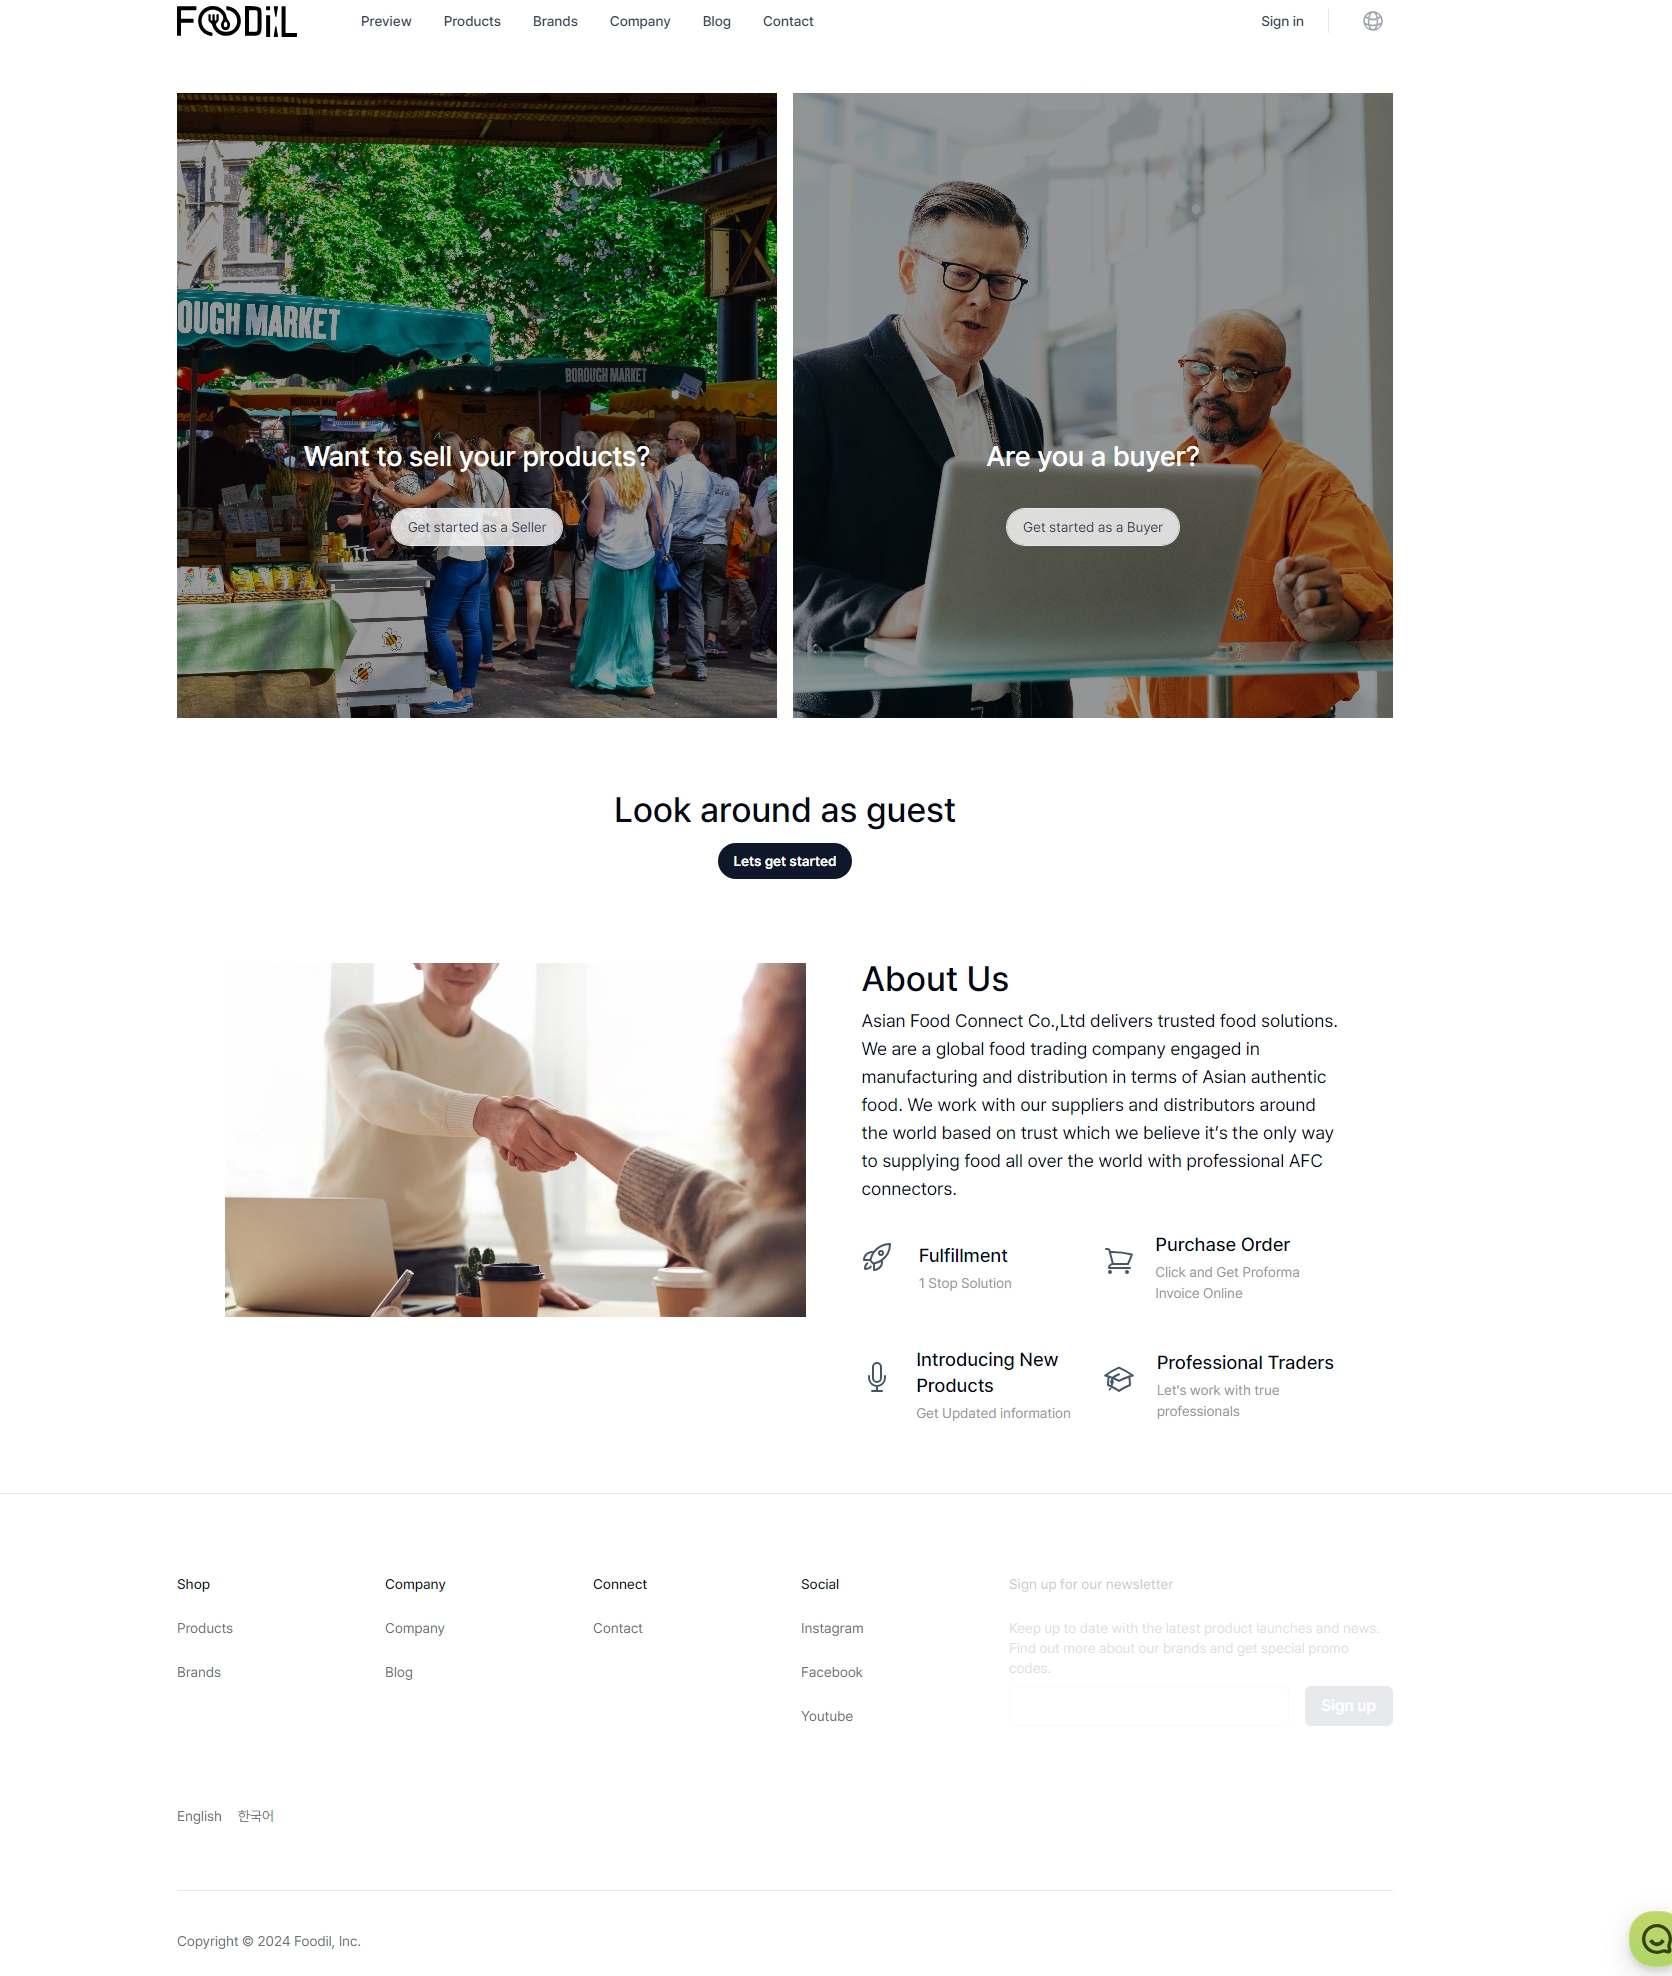 FOODiiL
Preview
Products
Brands
Company
Blog
Contact
Sign in
OUGH MARKET
BOROUGH MARKET
BOROUGH MAR
Want to sell your products?
Get started as a Seller
Are you a buyer?
Get started as a Buyer
Look around as guest
Lets get started
About Us
Asian Food Connect Co.,Ltd delivers trusted food solutions.
We are a global food trading company engaged in
manufacturing and distribution in terms of Asian authentic
food. We work with our suppliers and distributors around
the world based on trust which we believe it’s the only way
to supplying food all over the world with professional AFC
connectors.
Fulfillment
1 Stop Solution
Purchase Order
Click and Get Proforma
Invoice Online
Introducing New
Products
Get Updated information
Professional Traders
Let's work with true
professionals
Shop
Products
Brands
Company
Company
Blog
Connect
Contact
Social
Instagram
Facebook
Youtube
Sign up for our newsletter
Keep up to date with the latest product launches and news.
Find out more about our brands and get special promo
codes.
Sign up
English
한국어
Copyright © 2024 Foodil, Inc.